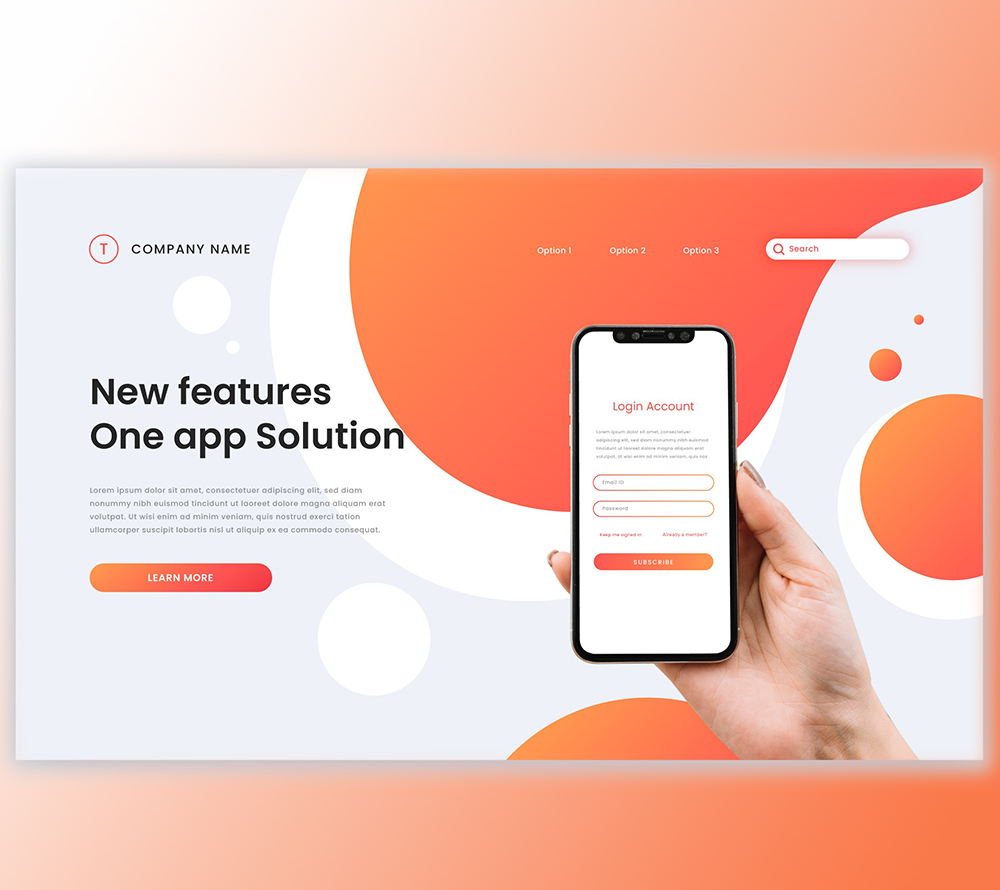 T COMPANY NAME
Option 1 Option 2 Option 3
Search
New features
One app Solution
Lorem ipsum dolor sit amet, consectetuer adipiscing elit, sed diam
nonummy nibh euismod tincidunt ut laoreet dolore magna aliquam erat
volutpat. Ut wisi enim ad minim veniam, quis nostrud exerci tation
ullamcorper suscipit lobortis nisl ut aliquip ex ea commodo consequat.
LEARN MORE
Login Account
Lorem ipsum dolor sit amet, consectetuer
adipiscing elit, sed diam nonummy nibh euismod
tincidunt ut laoreet dolore magna aliquam erat
volutpat. Ut wisi enim ad minim veniam, quis nos
Email ID
Password
Keep me signed in Already a member?
SUBSCRIBE